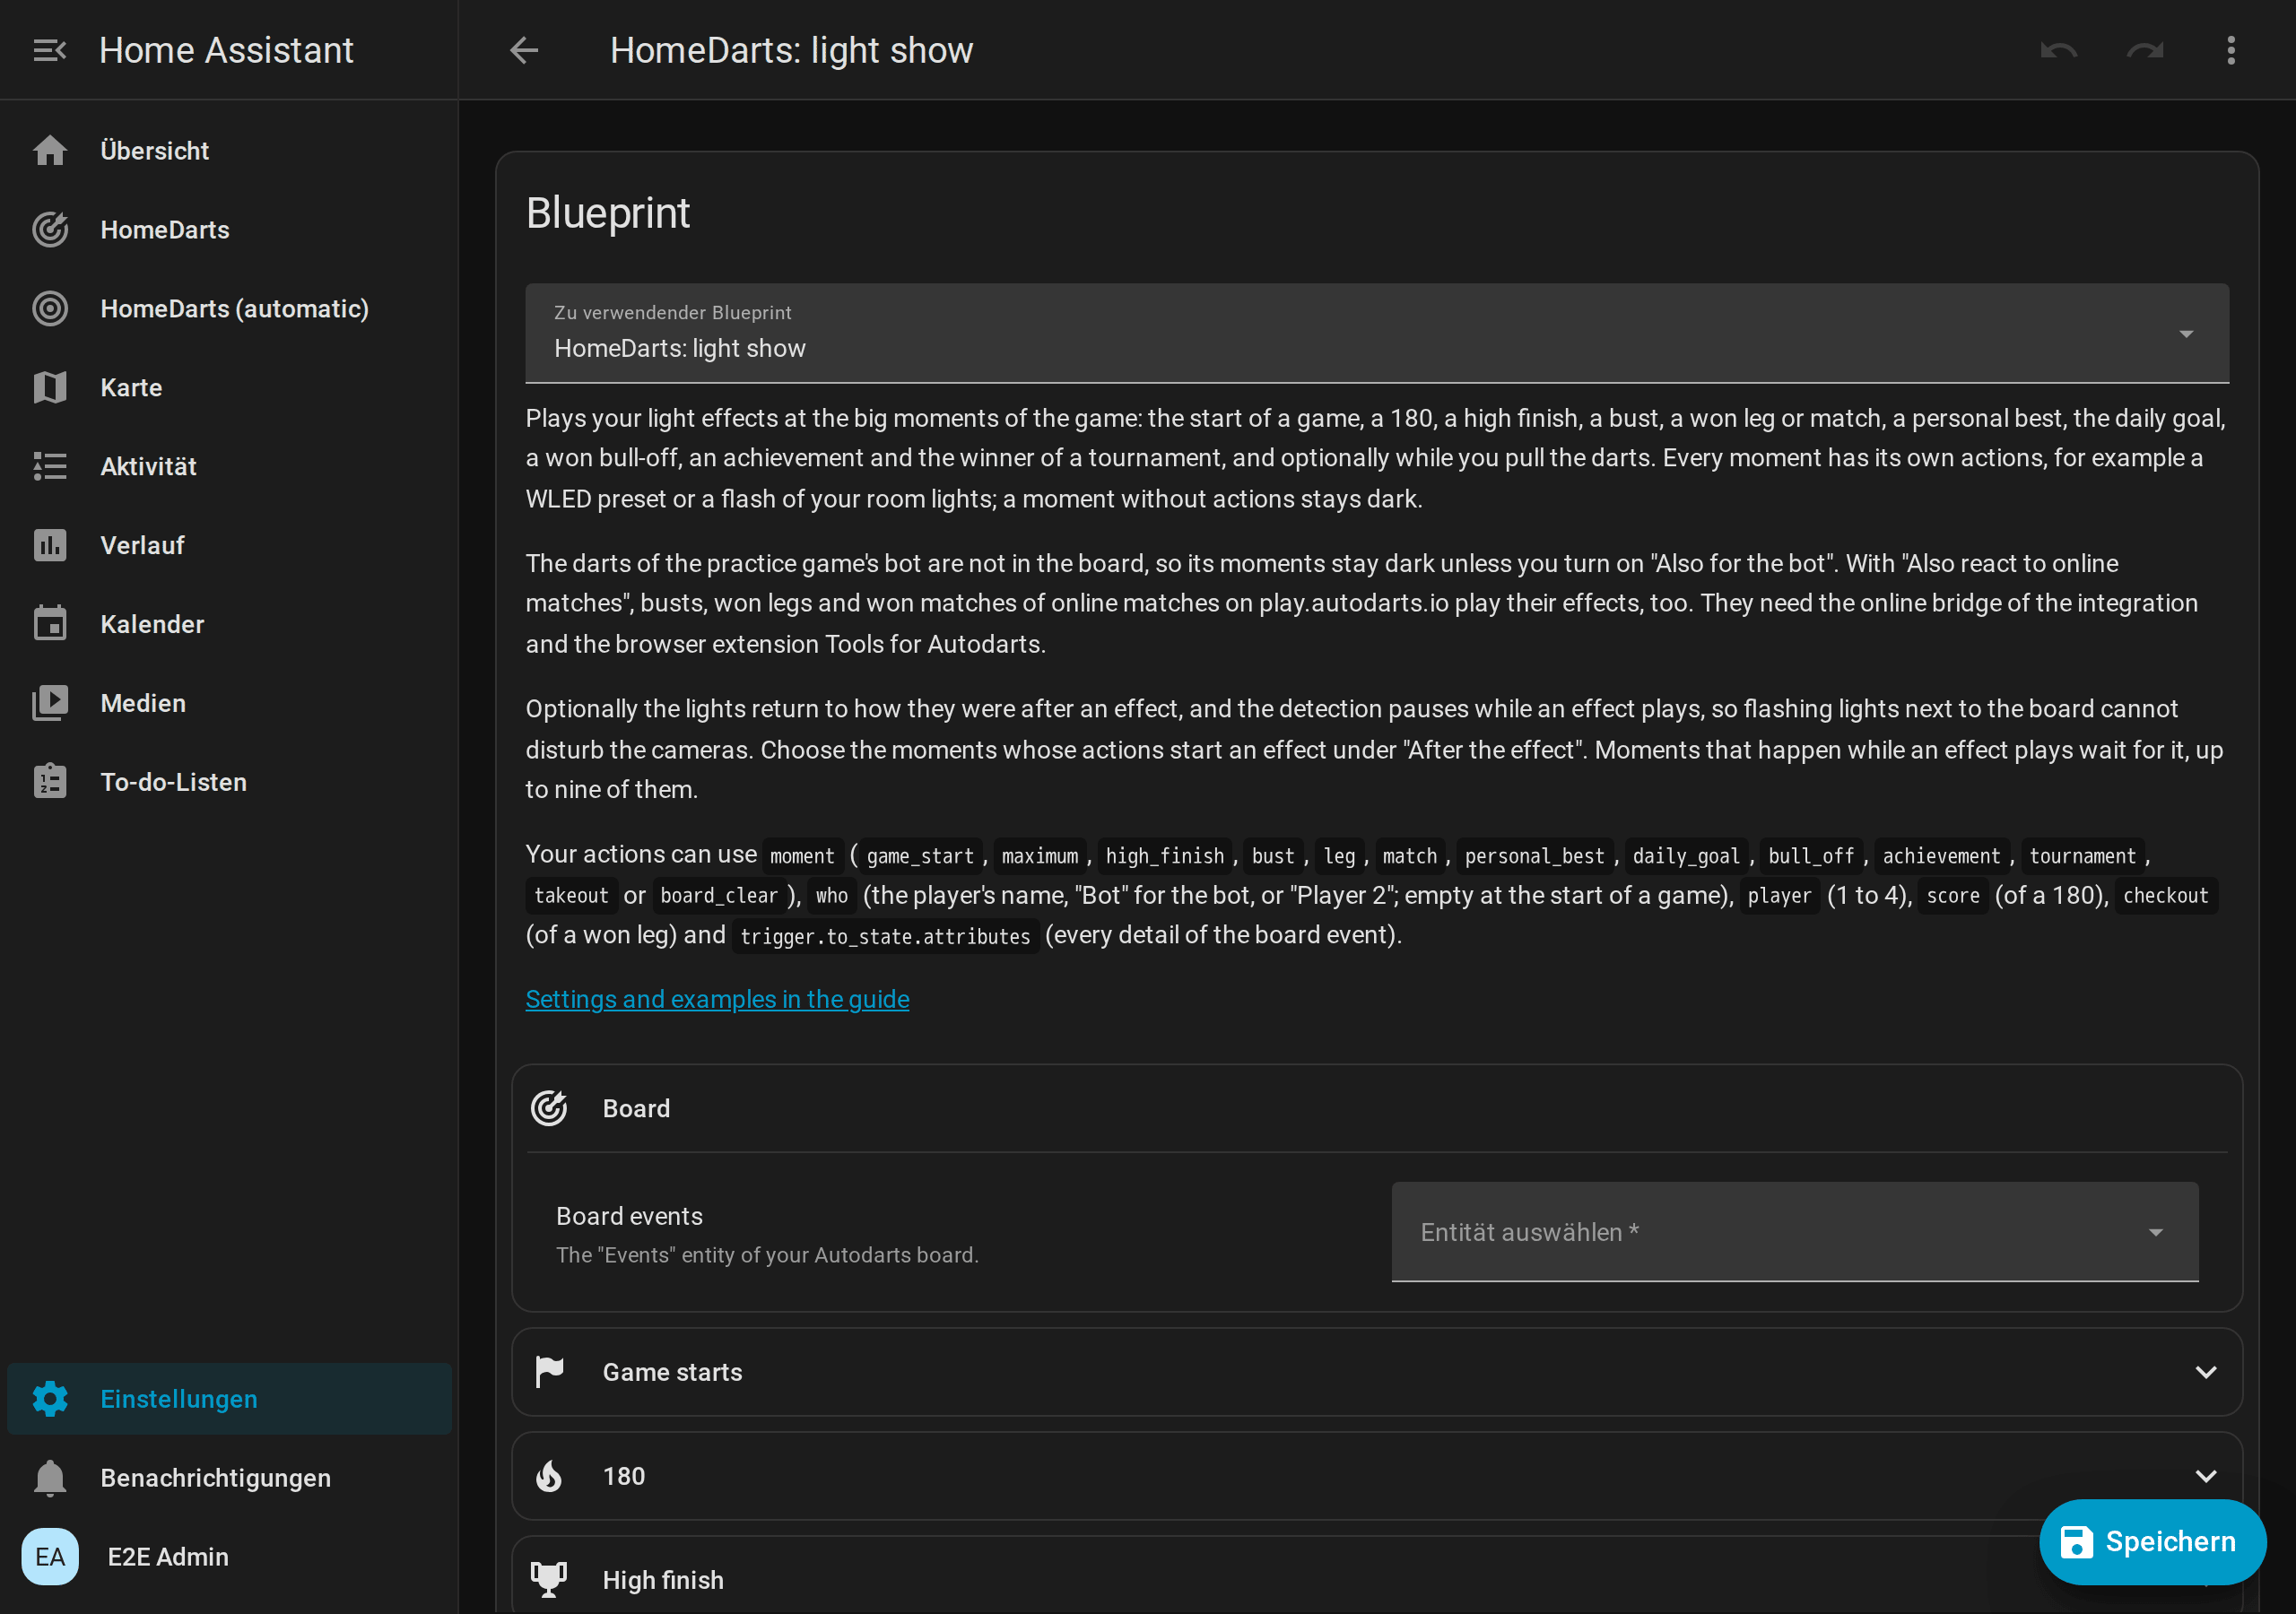 Home Assistant
HomeDarts: light show
Übersicht
HomeDarts
HomeDarts (automatic)
Karte
Aktivität
Verlauf
Kalender
Medien
To-do-Listen
Einstellungen
Benachrichtigungen
EA
E2E Admin
Blueprint
Zu verwendender Blueprint
HomeDarts: light show
Plays your light effects at the big moments of the game: the start of a game, a 180, a high finish, a bust, a won leg or match, a personal best, the daily goal,
a won bull-off, an achievement and the winner of a tournament, and optionally while you pull the darts. Every moment has its own actions, for example a
WLED preset or a flash of your room lights; a moment without actions stays dark.
The darts of the practice game's bot are not in the board, so its moments stay dark unless you turn on "Also for the bot". With "Also react to online
matches", busts, won legs and won matches of online matches on play.autodarts.io play their effects, too. They need the online bridge of the integration
and the browser extension Tools for Autodarts.
Optionally the lights return to how they were after an effect, and the detection pauses while an effect plays, so flashing lights next to the board cannot
disturb the cameras. Choose the moments whose actions start an effect under "After the effect". Moments that happen while an effect plays wait for it, up
to nine of them.
Your actions can use moment (game_start, maximum, high_finish, bust, leg, match, personal_best, daily_goal, bull_off, achievement, tournament,
takeout or board_clear), who (the player's name, "Bot" for the bot, or "Player 2"; empty at the start of a game), player (1 to 4), score (of a 180), checkout
(of a won leg) and trigger.to_state.attributes (every detail of the board event).
Settings and examples in the guide
Board
Board events
The "Events" entity of your Autodarts board.
Entität auswählen *
Game starts
180
High finish
Speichern